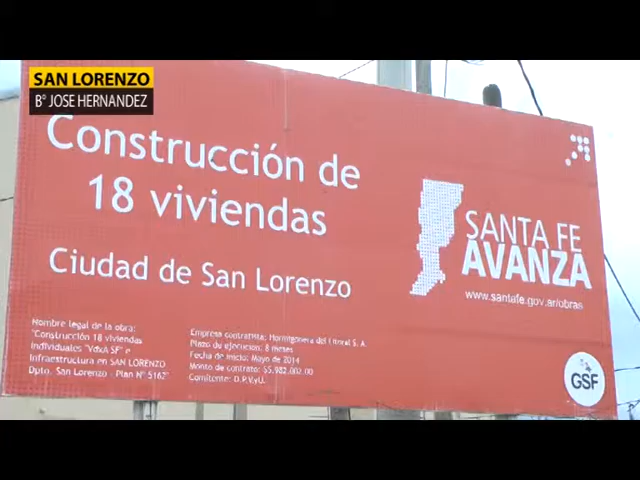 SAN LORENZO
Bº JOSE HERNANDEZ
Construcción de
18 viviendas
Ciudad de San Lorenzo
SANTA FE
AVANZA
www.santafe.gov.ar/obras
Nombre legal de la obra:
"Construcción 18 viviendas
Individuales "VdxA-SF" e
Infraestructura en SAN LORENZO
Dpto. San Lorenzo - Plan Nº 5162"
Empresa contratista: Hormigonera del Litoral S. A.
Plazo de ejecución: 8 meses
Fecha de inicio: Mayo de 2014
Monto de contrato: $5.982.002.00
Comitente: D.P.V.yU.
GSF